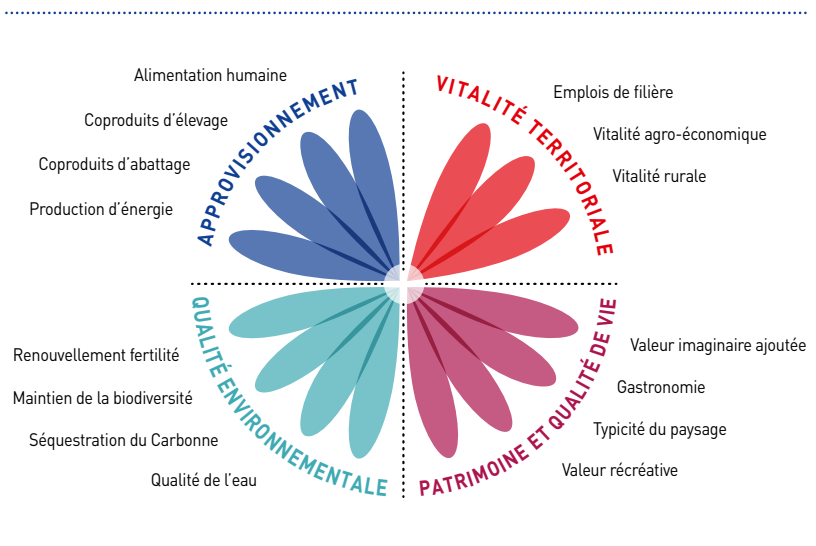 APPROVISIONNEMENT
Alimentation humaine
Coproduits d'élevage
Coproduits d'abattage
Production d'énergie
VITALITÉ TERRITORIALE
Emplois de filière
Vitalité agro-économique
Vitalité rurale
QUALITÉ ENVIRONNEMENTALE
Renouvellement fertilité
Maintien de la biodiversité
Séquestration du Carbonne
Qualité de l'eau
PATRIMOINE ET QUALITÉ DE VIE
Valeur imaginaire ajoutée
Gastronomie
Typicité du paysage
Valeur récréative